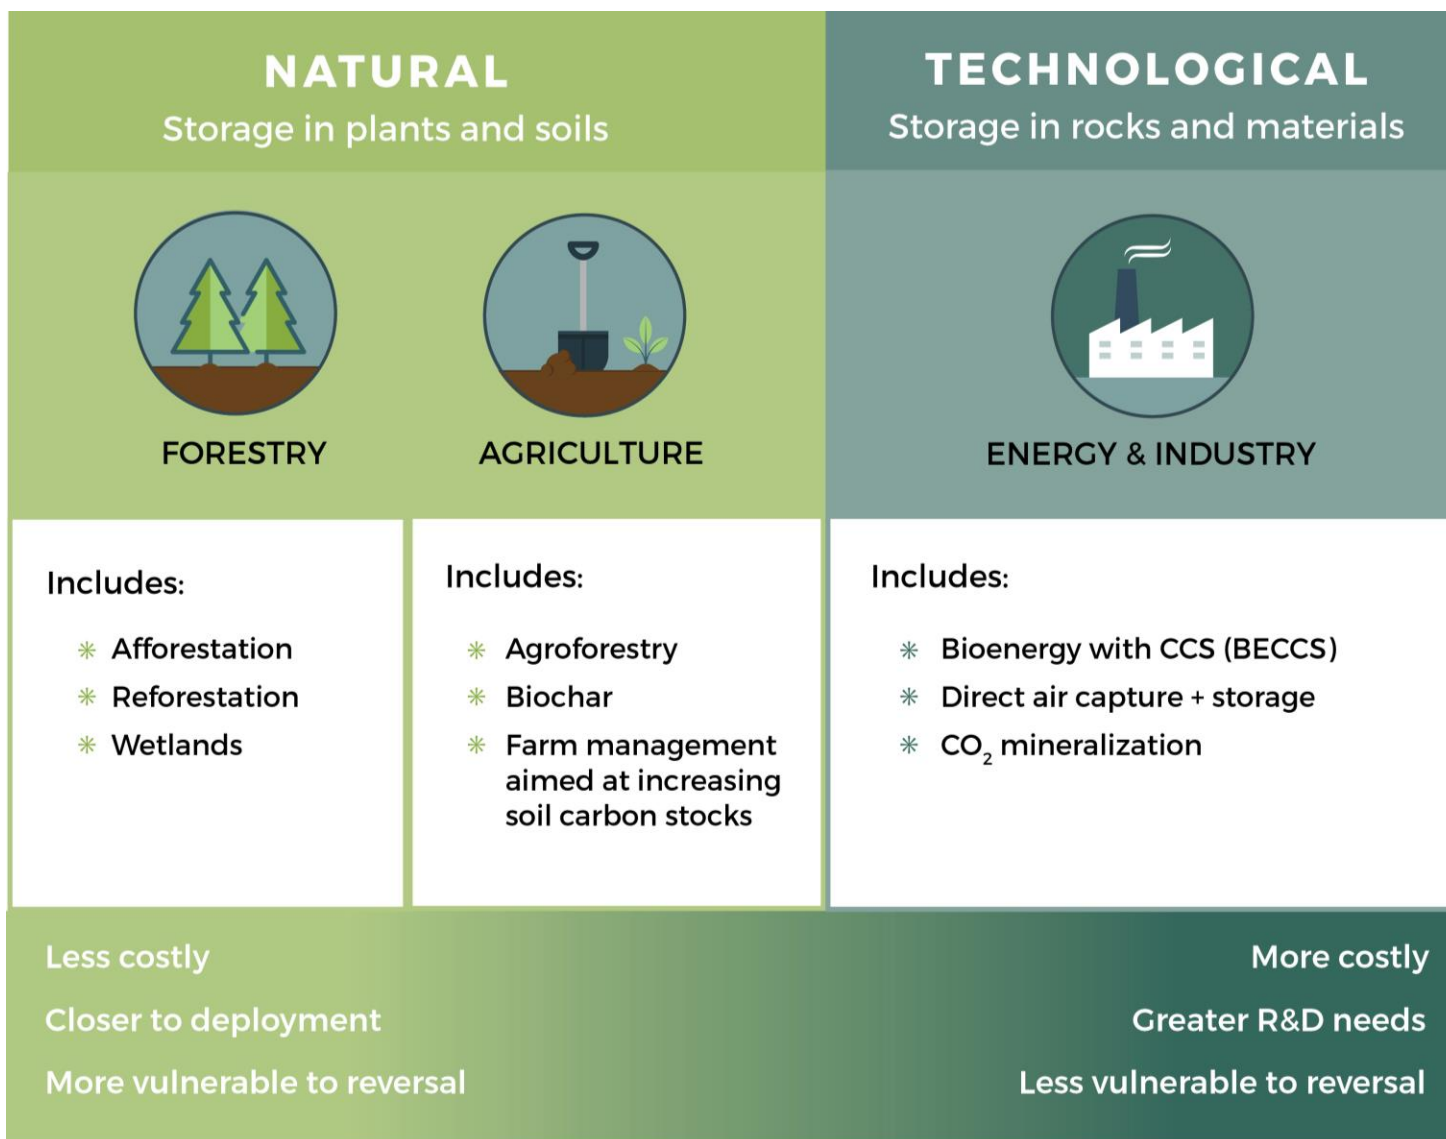 NATURAL
Storage in plants and soils
TECHNOLOGICAL
Storage in rocks and materials
FORESTRY
AGRICULTURE
ENERGY & INDUSTRY
Includes:
Afforestation
Reforestation
Wetlands
Includes:
Agroforestry
Biochar
Farm management
aimed at increasing
soil carbon stocks
Includes:
Bioenergy with CCS (BECCS)
Direct air capture + storage
CO₂ mineralization
Less costly
Closer to deployment
More vulnerable to reversal
More costly
Greater R&D needs
Less vulnerable to reversal